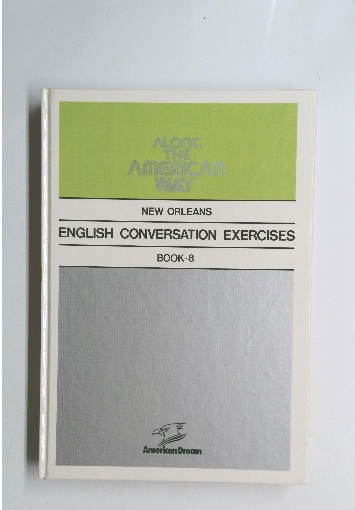 ALONG
THE
AMERICAN
WAY
NEW ORLEANS
ENGLISH CONVERSATION EXERCISES
BOOK-8
American Dream